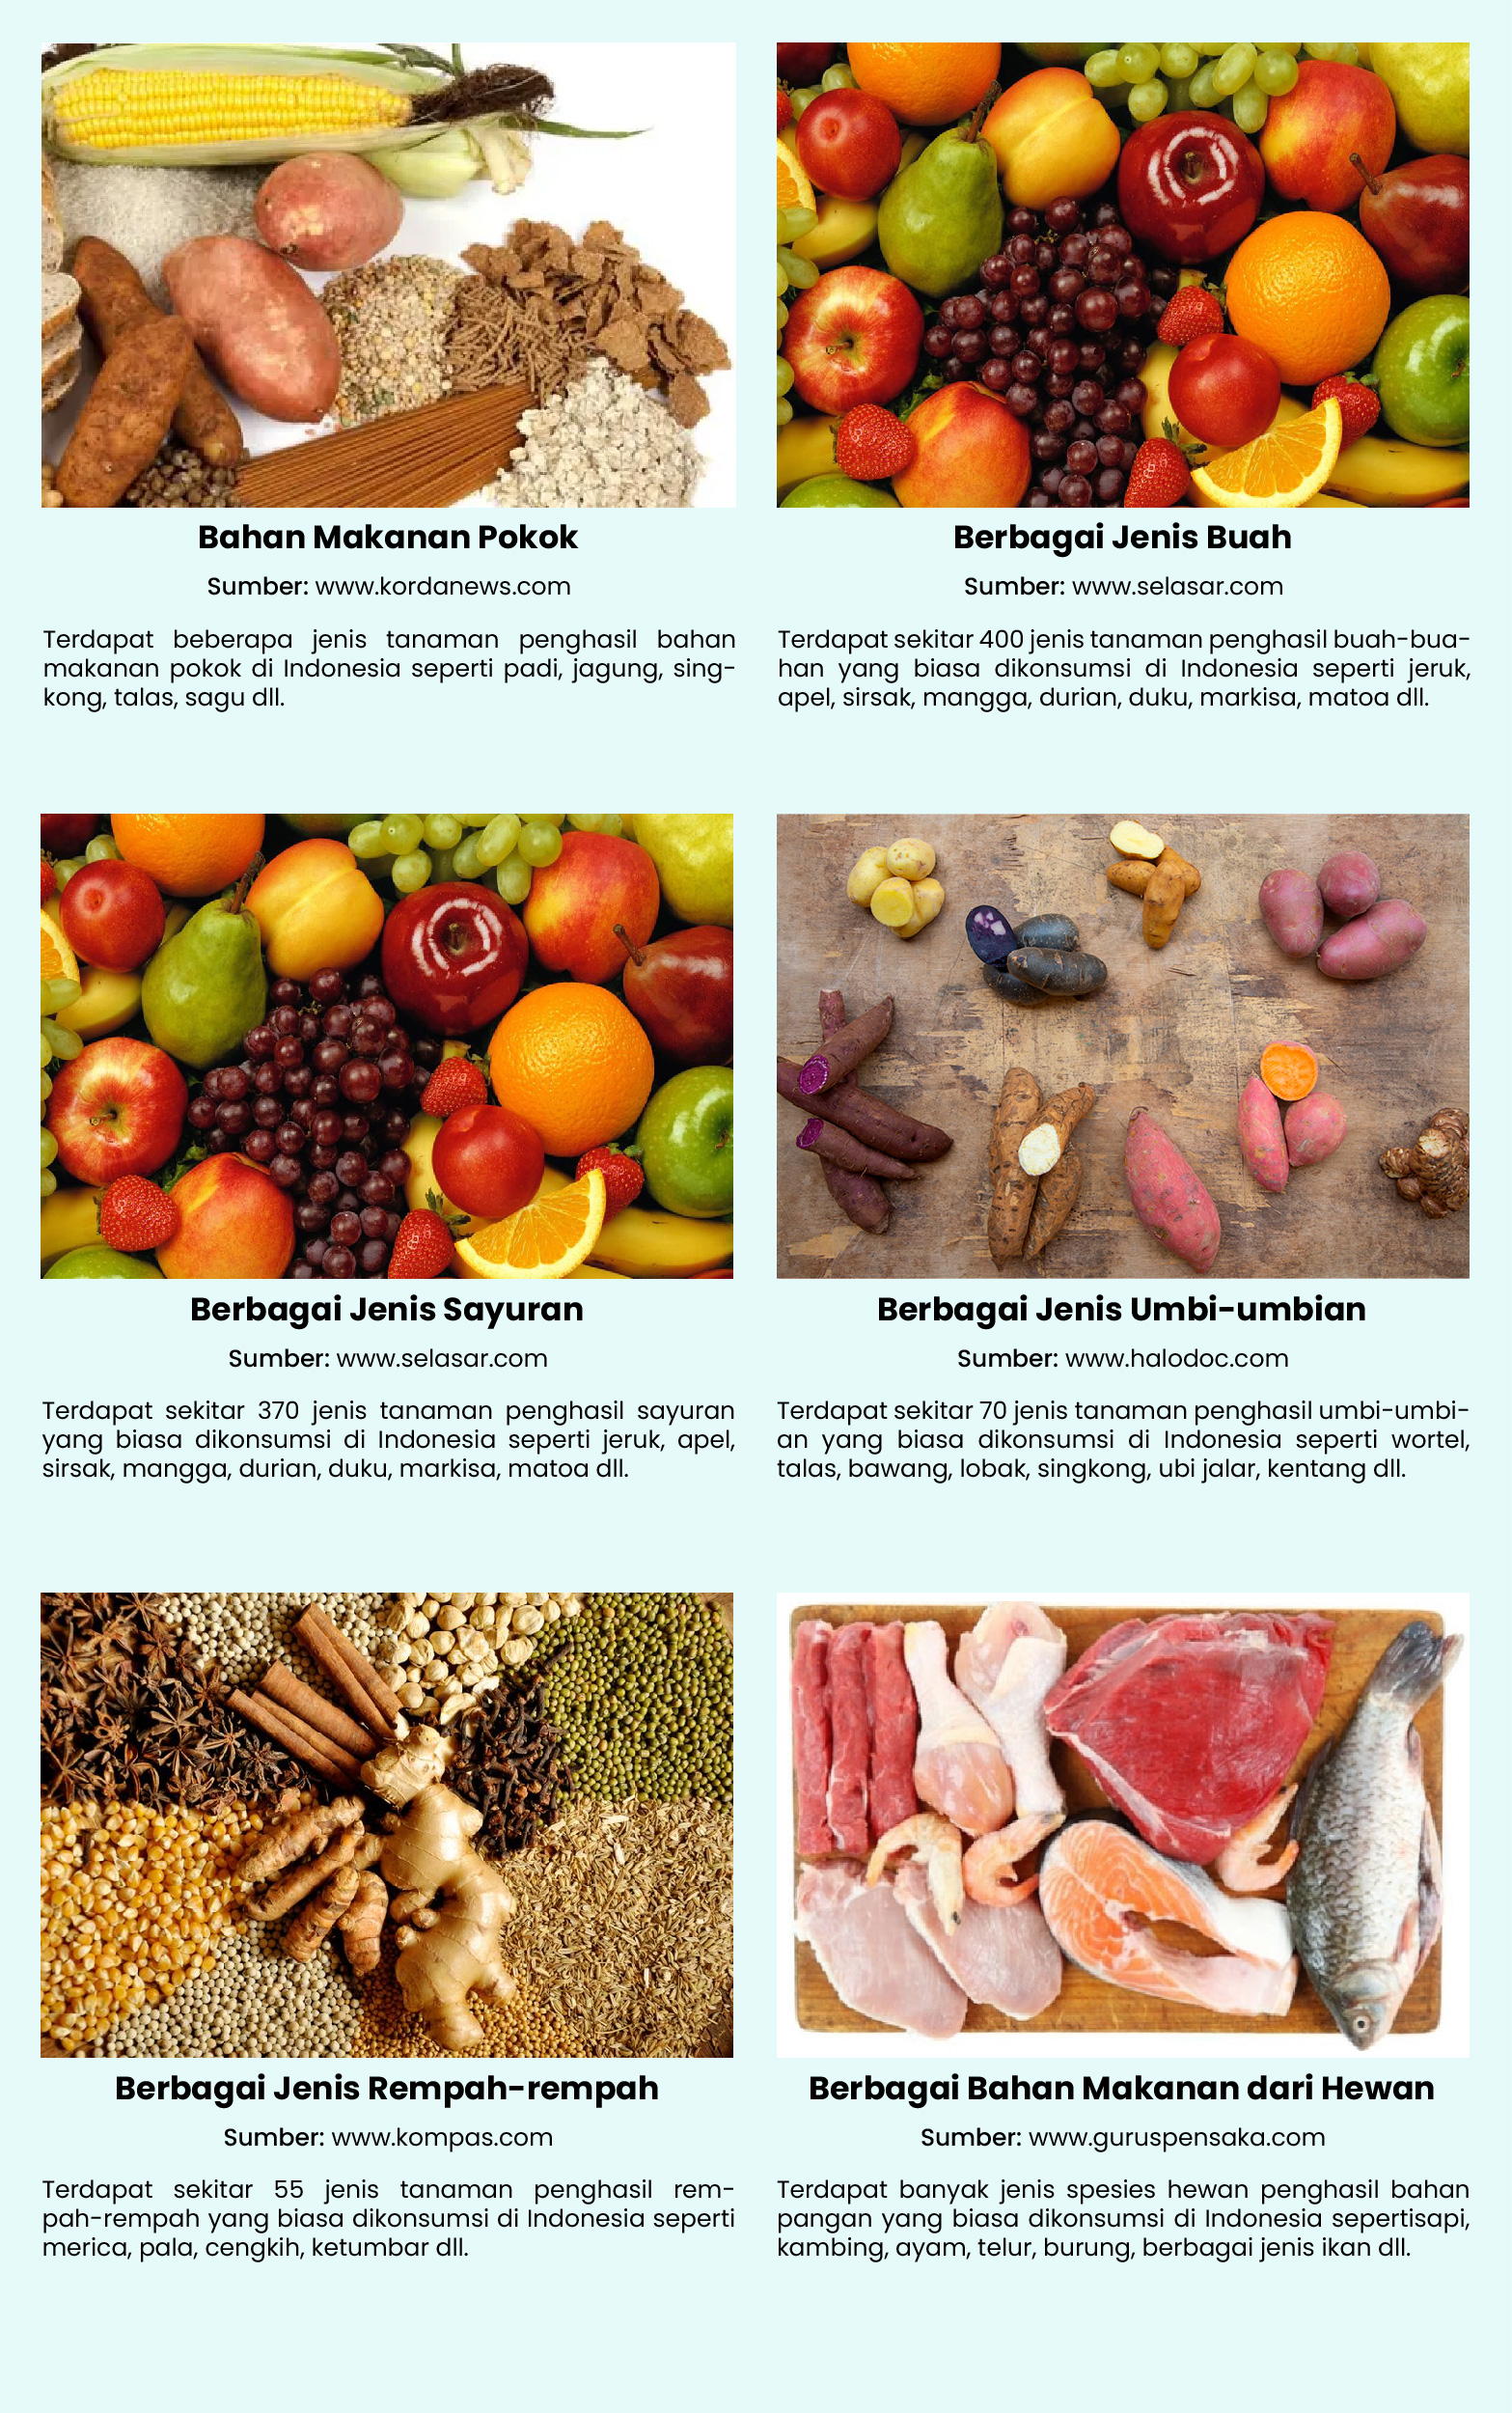 Bahan Makanan Pokok
Sumber: www.kordanews.com
Terdapat beberapa jenis tanaman penghasil bahan
makanan pokok di Indonesia seperti padi, jagung, sing-
kong, talas, sagu dll.
Berbagai Jenis Buah
Sumber: www.selasar.com
Terdapat sekitar 400 jenis tanaman penghasil buah-bua-
han yang biasa dikonsumsi di Indonesia seperti jeruk,
apel, sirsak, mangga, durian, duku, markisa, matoa dll.
Berbagai Jenis Sayuran
Sumber: www.selasar.com
Terdapat sekitar 370 jenis tanaman penghasil sayuran
yang biasa dikonsumsi di Indonesia seperti jeruk, apel,
sirsak, mangga, durian, duku, markisa, matoa dll.
Berbagai Jenis Umbi-umbian
Sumber: www.halodoc.com
Terdapat sekitar 70 jenis tanaman penghasil umbi-umbi-
an yang biasa dikonsumsi di Indonesia seperti wortel,
talas, bawang, lobak, singkong, ubi jalar, kentang dll.
Berbagai Jenis Rempah-rempah
Sumber: www.kompas.com
Terdapat sekitar 55 jenis tanaman penghasil rem-
pah-rempah yang biasa dikonsumsi di Indonesia seperti
merica, pala, cengkih, ketumbar dll.
Berbagai Bahan Makanan dari Hewan
Sumber: www.guruspensaka.com
Terdapat banyak jenis spesies hewan penghasil bahan
pangan yang biasa dikonsumsi di Indonesia sepertisapi,
kambing, ayam, telur, burung, berbagai jenis ikan dll.